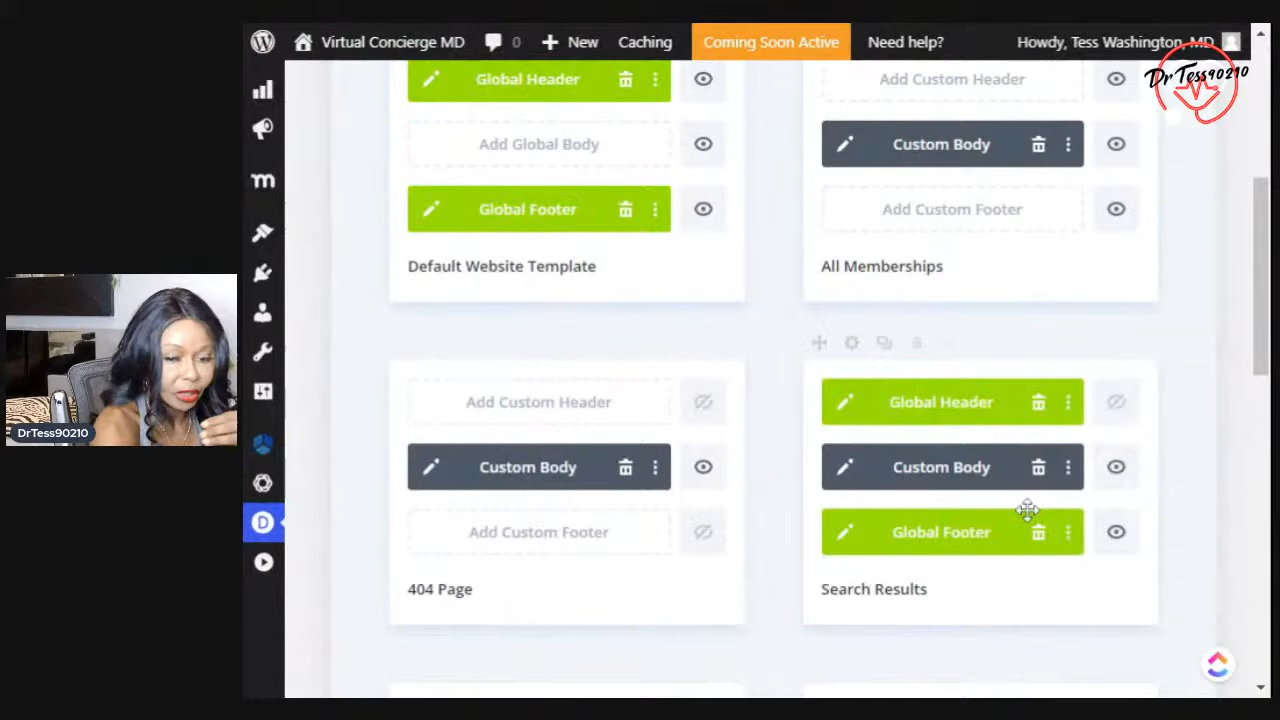 Virtual Concierge MD 0 New Caching Coming Soon Active Need help? Howdy, Tess Washington, MD
DrTess90210
Global Header
Add Global Body
Global Footer
Default Website Template
Add Custom Header
Custom Body
Add Custom Footer
All Memberships
Add Custom Header
Custom Body
Add Custom Footer
404 Page
Global Header
Custom Body
Global Footer
Search Results
DrTess90210
m
D